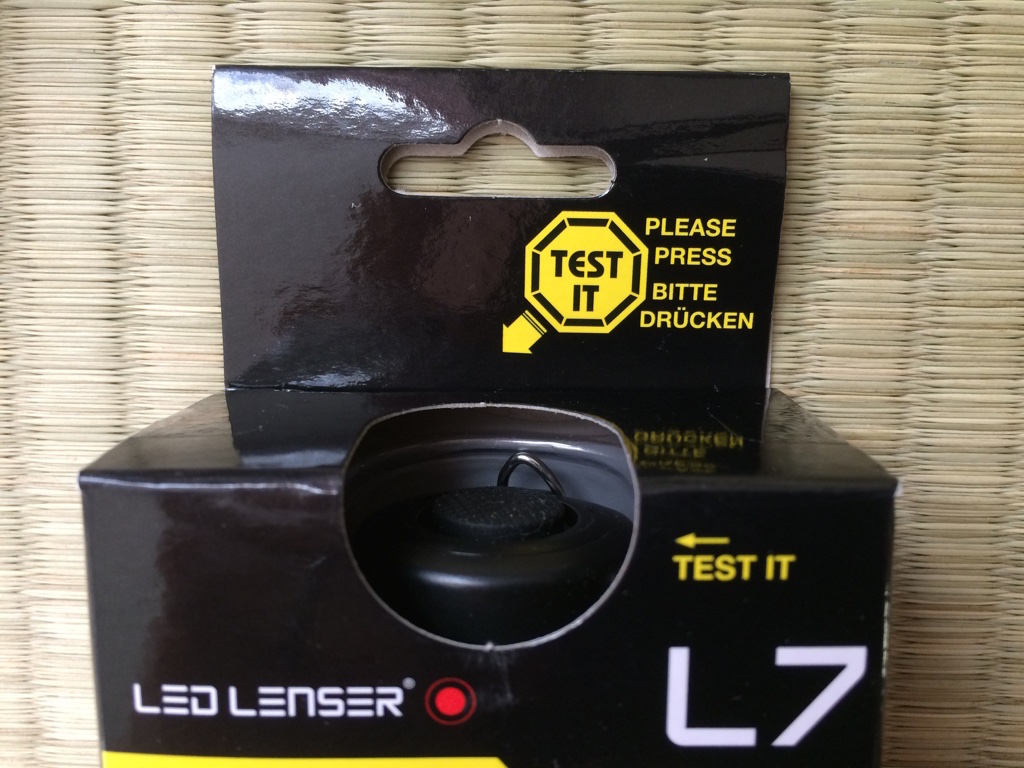 TEST
IT
PLEASE
PRESS
BITTE
DRÜCKEN
TEST IT
L7
LED LENSER®